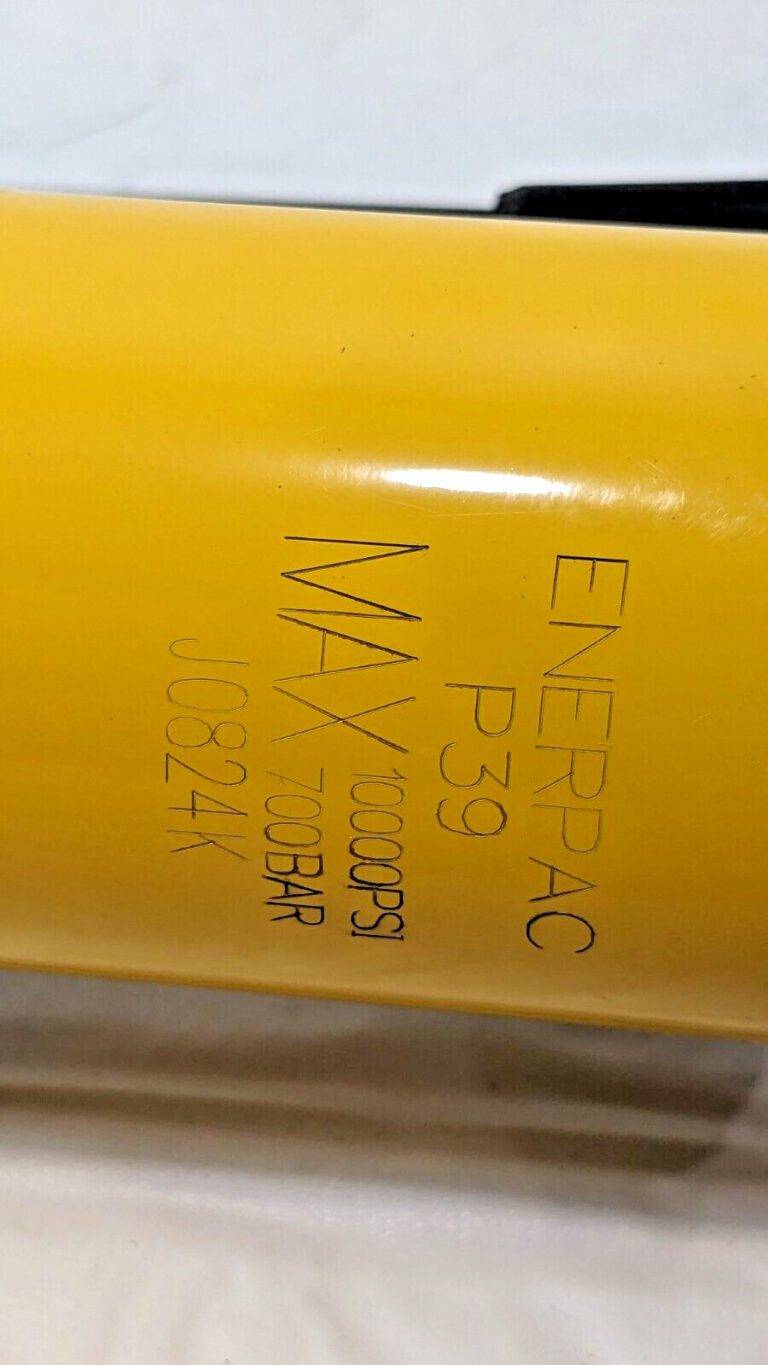 ENERPAC
P39
MAX 10000PSI
700BAR
J0824K